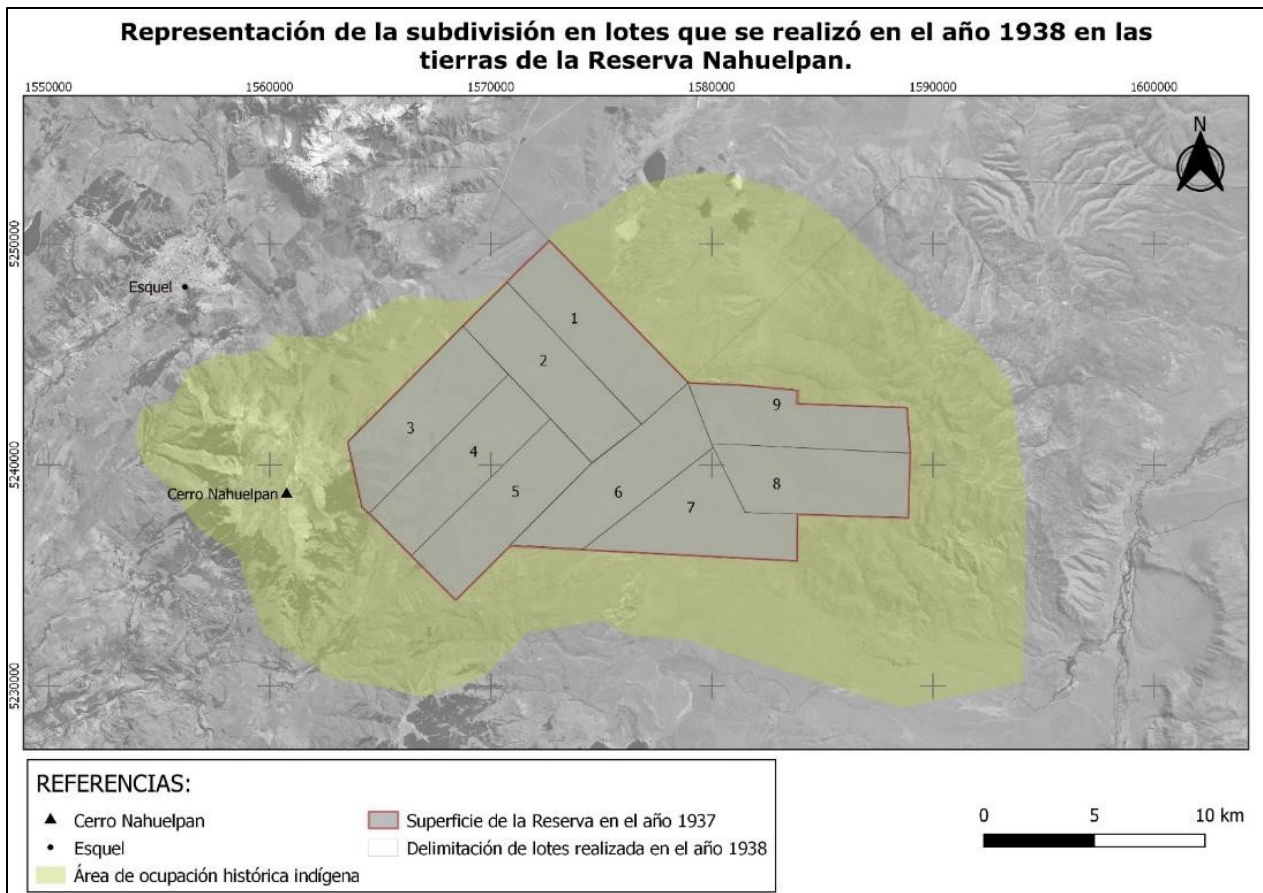 Representación de la subdivisión en lotes que se realizó en el año 1938 en las
tierras de la Reserva Nahuelpan.
1550000 1560000 1570000 1580000 1590000 1600000
N
5250000
Esquel
1
2
9
3
5240000
4
8
Cerro Nahuelpan
5
6
7
5230000
REFERENCIAS:
Cerro Nahuelpan
Superficie de la Reserva en el año 1937
Esquel
Delimitación de lotes realizada en el año 1938
Área de ocupación histórica indígena
0 5 10 km